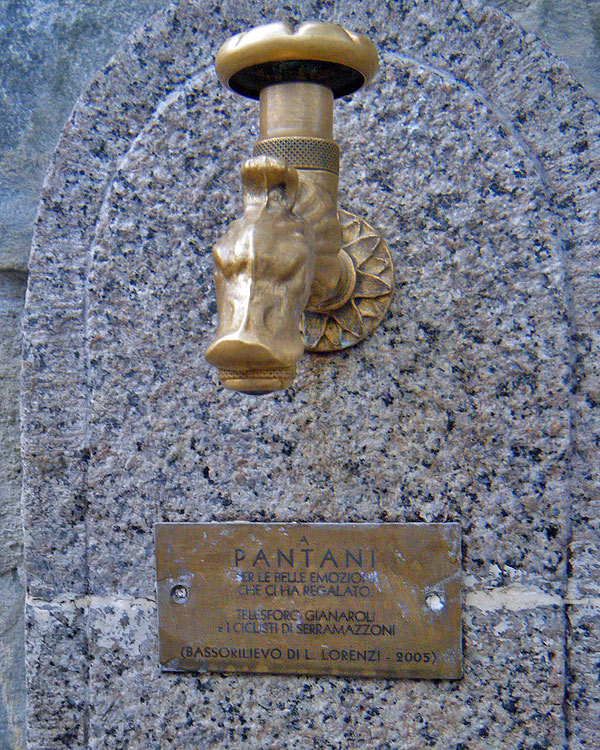 A
PANTANI
PER LE BELLE EMOZIONI
CHE CI HA REGALATO.
TELESFORO GIANAROLI
E I CICLISTI DI SERRAMAZZONI
(BASSORILIEVO DI L. LORENZI - 2005)